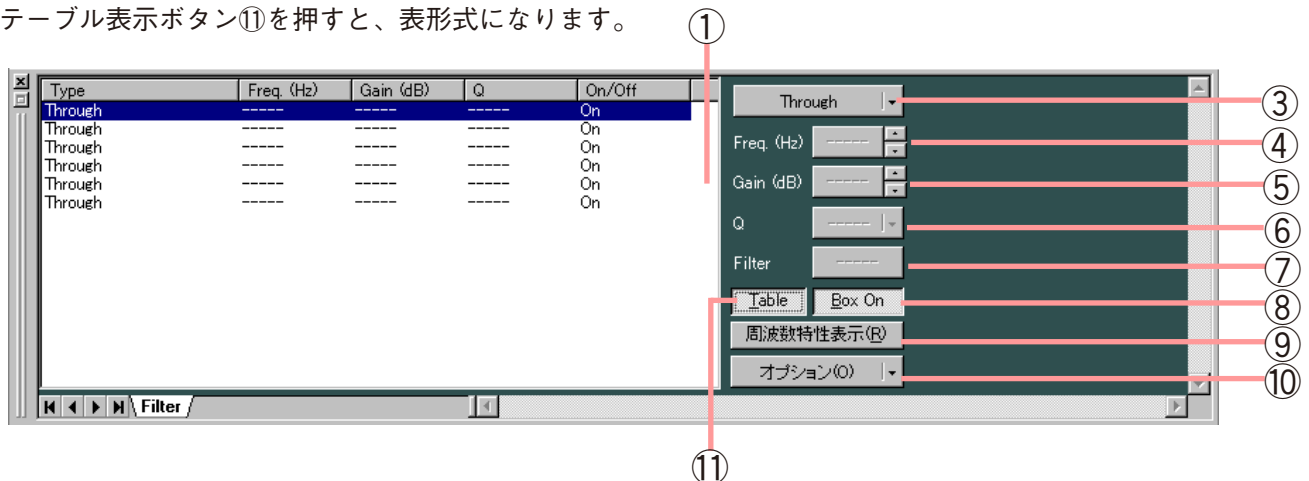 テーブル表示ボタン⑪を押すと、表形式になります。
①
Type Freq. (Hz) Gain (dB) Q On/Off
Through ----- ----- ----- On
Through ----- ----- ----- On
Through ----- ----- ----- On
Through ----- ----- ----- On
Through ----- ----- ----- On
Through ----- ----- ----- On
Filter
Through ③
Freq. (Hz) ----- ④
Gain (dB) ----- ⑤
Q ----- ⑥
Filter ----- ⑦
Table Box On ⑧
周波数特性表示(R) ⑨
オプション(O) ⑩
⑪